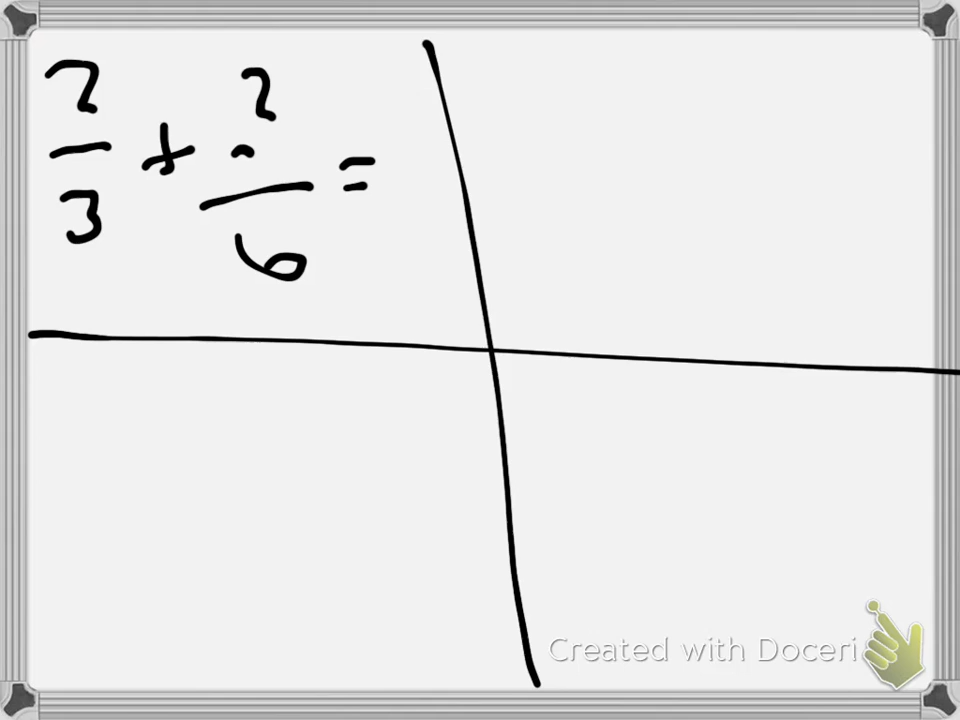 2/3 + 2/6 =
Created with Doceri